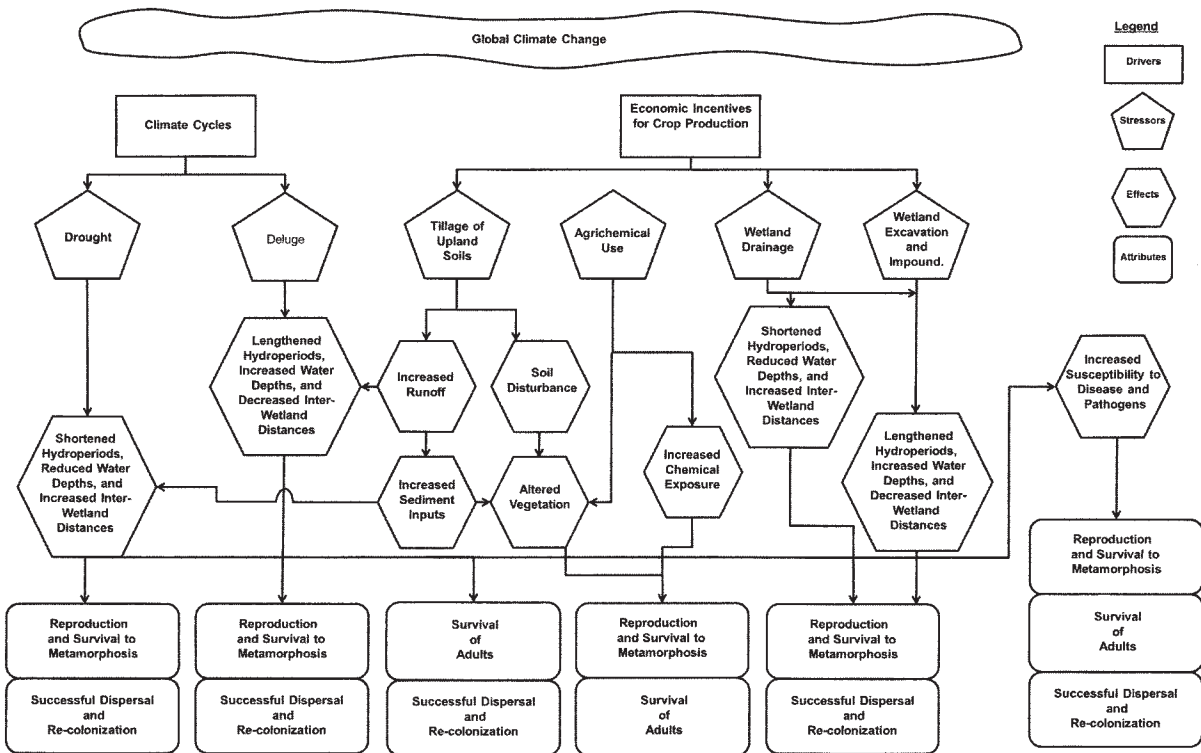 Global Climate Change
Legend
Drivers
Stressors
Effects
Attributes
Climate Cycles
Economic Incentives
for Crop Production
Drought
Deluge
Tillage of
Upland
Soils
Agrichemical
Use
Wetland
Drainage
Wetland
Excavation
and
Impound.
Lengthened
Hydroperiods,
Increased Water
Depths, and
Decreased Inter-
Wetland
Distances
Increased
Runoff
Soil
Disturbance
Shortened
Hydroperiods,
Reduced Water
Depths, and
Increased Inter-
Wetland
Distances
Increased
Susceptibility to
Disease and
Pathogens
Shortened
Hydroperiods,
Reduced Water
Depths, and
Increased Inter-
Wetland
Distances
Increased
Sediment
Inputs
Altered
Vegetation
Increased
Chemical
Exposure
Lengthened
Hydroperiods,
Increased Water
Depths, and
Decreased Inter-
Wetland
Distances
Reproduction
and Survival to
Metamorphosis
Successful Dispersal
and
Re-colonization
Reproduction
and Survival to
Metamorphosis
Successful Dispersal
and
Re-colonization
Survival
of
Adults
Successful Dispersal
and
Re-colonization
Reproduction
and Survival to
Metamorphosis
Survival
of
Adults
Reproduction
and Survival to
Metamorphosis
Successful Dispersal
and
Re-colonization
Reproduction
and Survival to
Metamorphosis
Survival
of
Adults
Successful Dispersal
and
Re-colonization